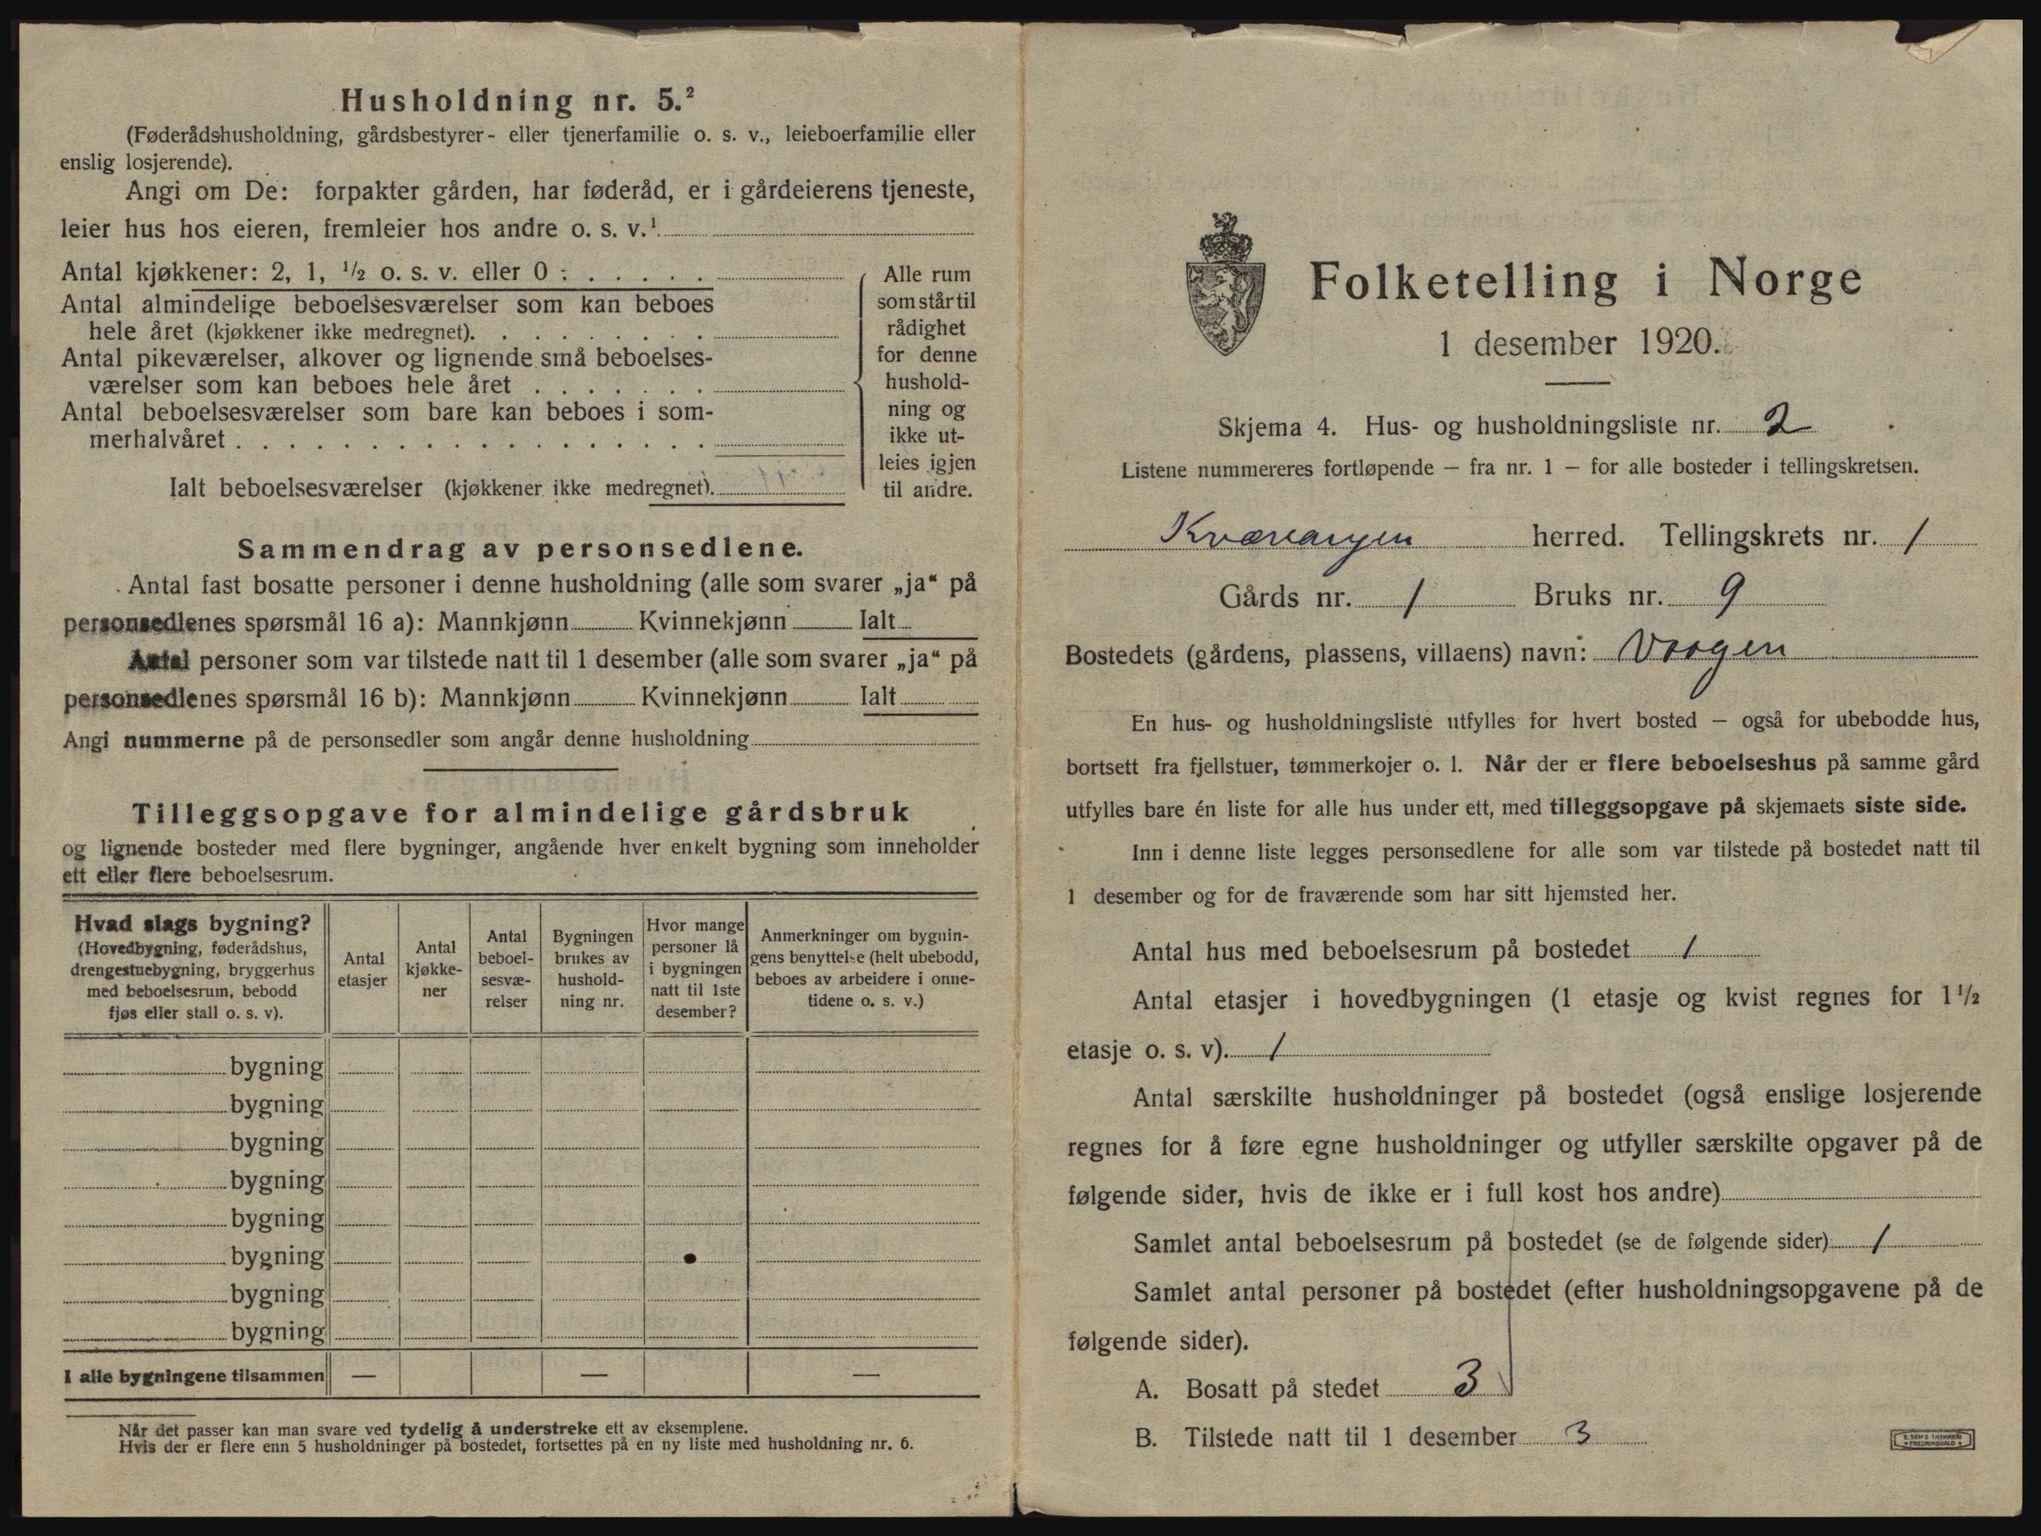 Husholdning nr. 5.²
(Føderådshusholdning, gårdsbestyrer- eller tjenerfamilie o. s. v., leieboerfamilie eller
enslig losjerende).
Angi om De: forpakter gården, har føderåd, er i gårdeierens tjeneste,
leier hus hos eieren, fremleier hos andre o. s. v.¹
Antal kjøkkener: 2, 1, ½ o. s. v. eller 0 : . . . . .
Antal almindelige beboelsesværelser som kan beboes
hele året (kjøkkener ikke medregnet). . . . . . . . .
Antal pikeværelser, alkover og lignende små beboelses-
værelser som kan beboes hele året . . . . . . .
Antal beboelsesværelser som bare kan beboes i som-
merhalvåret . . . . . . . . . . . . . . . . . .
Ialt beboelsesværelser (kjøkkener ikke medregnet).
Alle rum
som står til
rådighet
for denne
hushold-
ning og
ikke ut-
leies igjen
til andre.
Sammendrag av personsedlene.
Antal fast bosatte personer i denne husholdning (alle som svarer „ja“ på
personsedlenes spørsmål 16 a): Mannkjønn Kvinnekjønn Ialt
Antal personer som var tilstede natt til 1 desember (alle som svarer „ja“ på
personsedlenes spørsmål 16 b): Mannkjønn Kvinnekjønn Ialt
Angi nummerne på de personsedler som angår denne husholdning
Tilleggsopgave for almindelige gårdsbruk
og lignende bosteder med flere bygninger, angående hver enkelt bygning som inneholder
ett eller flere beboelsesrum.
Hvad slags bygning?
(Hovedbygning, føderådshus,
drengestuebygning, bryggerhus
med beboelsesrum, bebodd
fjøs eller stall o. s. v).
Antal
etasjer
Antal
kjøkke-
ner
Antal
beboel-
sesvæ-
relser
Bygningen
brukes av
hushold-
ning nr.
Hvor mange
personer lå
i bygningen
natt til 1ste
desember?
Anmerkninger om bygnin-
gens benyttelse (helt ubebodd,
beboes av arbeidere i onne-
tidene o. s. v.)
bygning
bygning
bygning
bygning
bygning
bygning
bygning
bygning
I alle bygningene tilsammen — — —
Når det passer kan man svare ved tydelig å understreke ett av eksemplene.
Hvis der er flere enn 5 husholdninger på bostedet, fortsettes på en ny liste med husholdning nr. 6.
Folketelling i Norge
1 desember 1920.
Skjema 4. Hus- og husholdningsliste nr. 2
Listene nummereres fortløpende — fra nr. 1 — for alle bosteder i tellingskretsen.
Kvænangen herred. Tellingskrets nr. 1
Gårds nr. 1 Bruks nr. 9
Bostedets (gårdens, plassens, villaens) navn: Vaagen
En hus- og husholdningsliste utfylles for hvert bosted — også for ubebodde hus,
bortsett fra fjellstuer, tømmerkojer o. l. Når der er flere beboelseshus på samme gård
utfylles bare én liste for alle hus under ett, med tilleggsopgave på skjemaets siste side.
Inn i denne liste legges personsedlene for alle som var tilstede på bostedet natt til
1 desember og for de fraværende som har sitt hjemsted her.
Antal hus med beboelsesrum på bostedet 1
Antal etasjer i hovedbygningen (1 etasje og kvist regnes for 1½
etasje o. s. v). 1
Antal særskilte husholdninger på bostedet (også enslige losjerende
regnes for å føre egne husholdninger og utfyller særskilte opgaver på de
følgende sider, hvis de ikke er i full kost hos andre)
Samlet antal beboelsesrum på bostedet (se de følgende sider) 1
Samlet antal personer på bostedet (efter husholdningsopgavene på de
følgende sider).
A. Bosatt på stedet 3
B. Tilstede natt til 1 desember 3